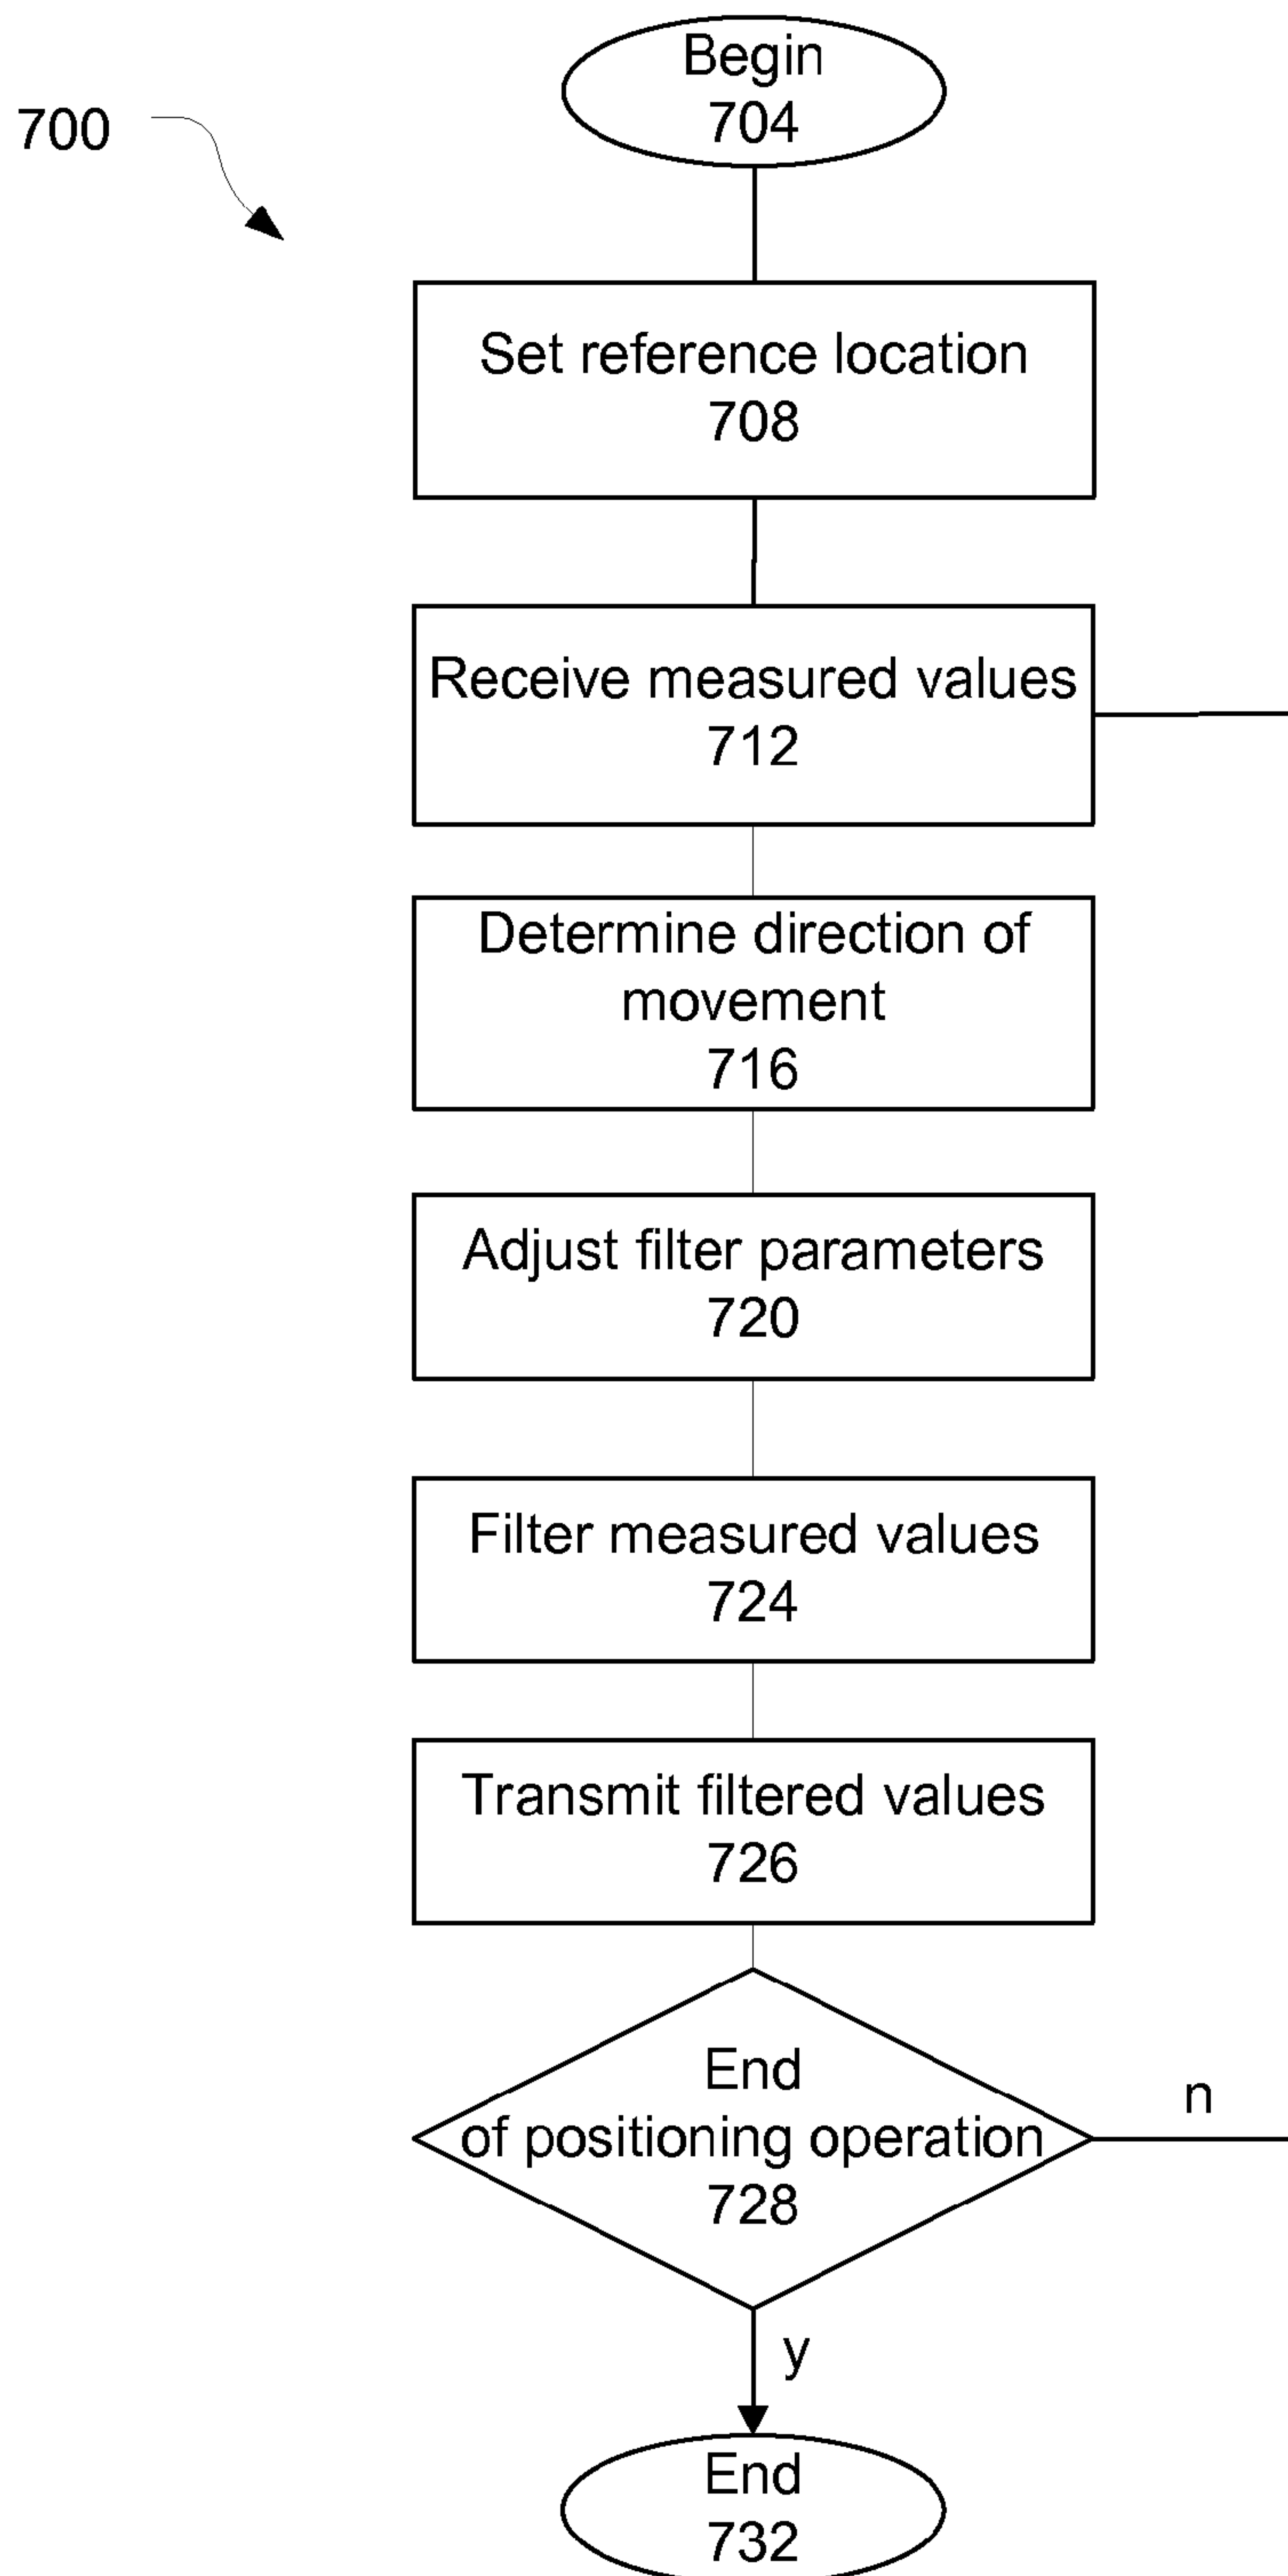 Begin
704
700
Set reference location
708
Receive measured values
712
Determine direction of
movement
716
Adjust filter parameters
720
Filter measured values
724
Transmit filtered values
726
End
of positioning operation
728
n
y
End
732